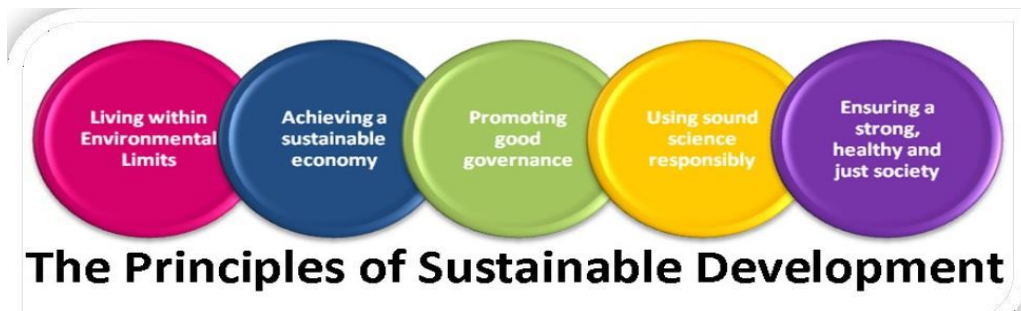 Living within
Environmental
Limits
Achieving a
sustainable
economy
Promoting
good
governance
Using sound
science
responsibly
Ensuring a
strong,
healthy and
just society
The Principles of Sustainable Development